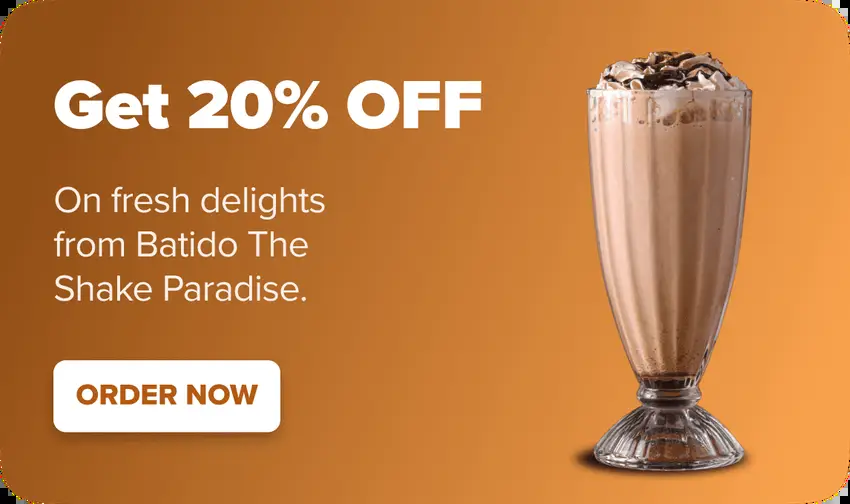 Get 20% OFF
On fresh delights
from Batido The
Shake Paradise.
ORDER NOW